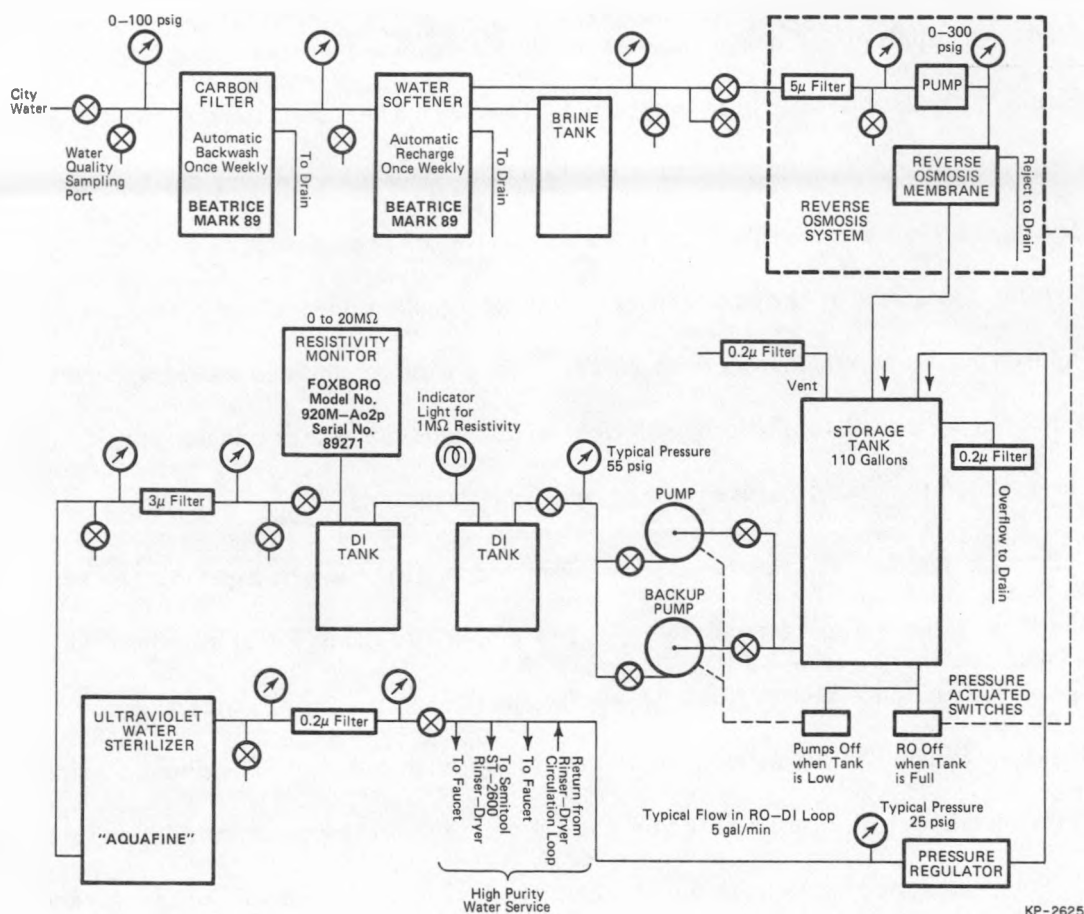 0–100 psig
City
Water
Water
Quality
Sampling
Port
CARBON
FILTER
Automatic
Backwash
Once Weekly
BEATRICE
MARK 89
To Drain
WATER
SOFTENER
Automatic
Recharge
Once Weekly
BEATRICE
MARK 89
To Drain
BRINE
TANK
5μ Filter
0–300
psig
PUMP
REVERSE
OSMOSIS
MEMBRANE
REVERSE
OSMOSIS
SYSTEM
Reject to Drain
0 to 20MΩ
RESISTIVITY
MONITOR
FOXBORO
Model No.
920M–Ao2p
Serial No.
89271
Indicator
Light for
1MΩ Resistivity
Typical Pressure
55 psig
0.2μ Filter
Vent
STORAGE
TANK
110 Gallons
0.2μ Filter
Overflow to Drain
3μ Filter
DI
TANK
DI
TANK
PUMP
BACKUP
PUMP
PRESSURE
ACTUATED
SWITCHES
Pumps Off
when Tank
is Low
RO Off
when Tank
is Full
ULTRAVIOLET
WATER
STERILIZER
"AQUAFINE"
0.2μ Filter
To Faucet
To Semitool
ST–260D
Rinser–Dryer
To Faucet
Return from
Rinser–Dryer
Circulation Loop
High Purity
Water Service
Typical Flow in RO–DI Loop
5 gal/min
Typical Pressure
25 psig
PRESSURE
REGULATOR
KP–2625